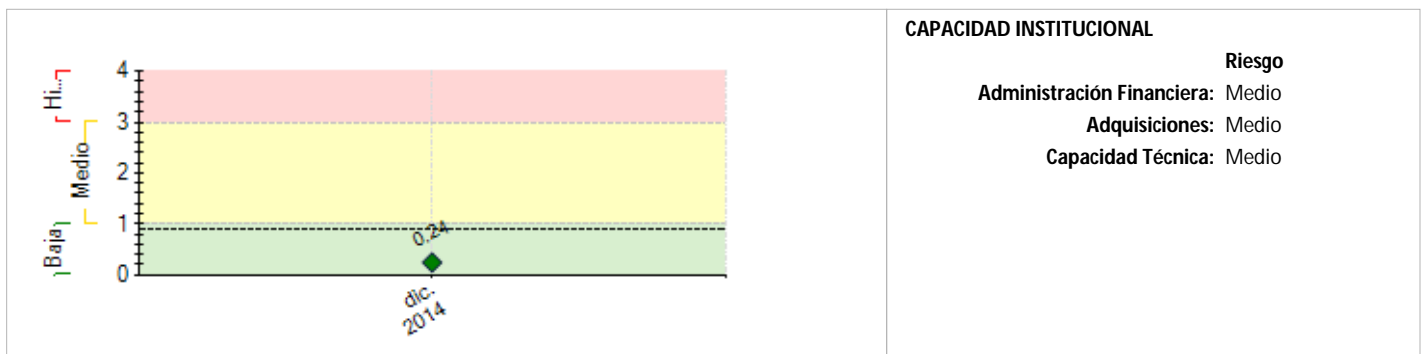 Hi...
Medio
Baja
4
3
2
1
0
0.24
dic.
2014
CAPACIDAD INSTITUCIONAL
Riesgo
Administración Financiera: Medio
Adquisiciones: Medio
Capacidad Técnica: Medio